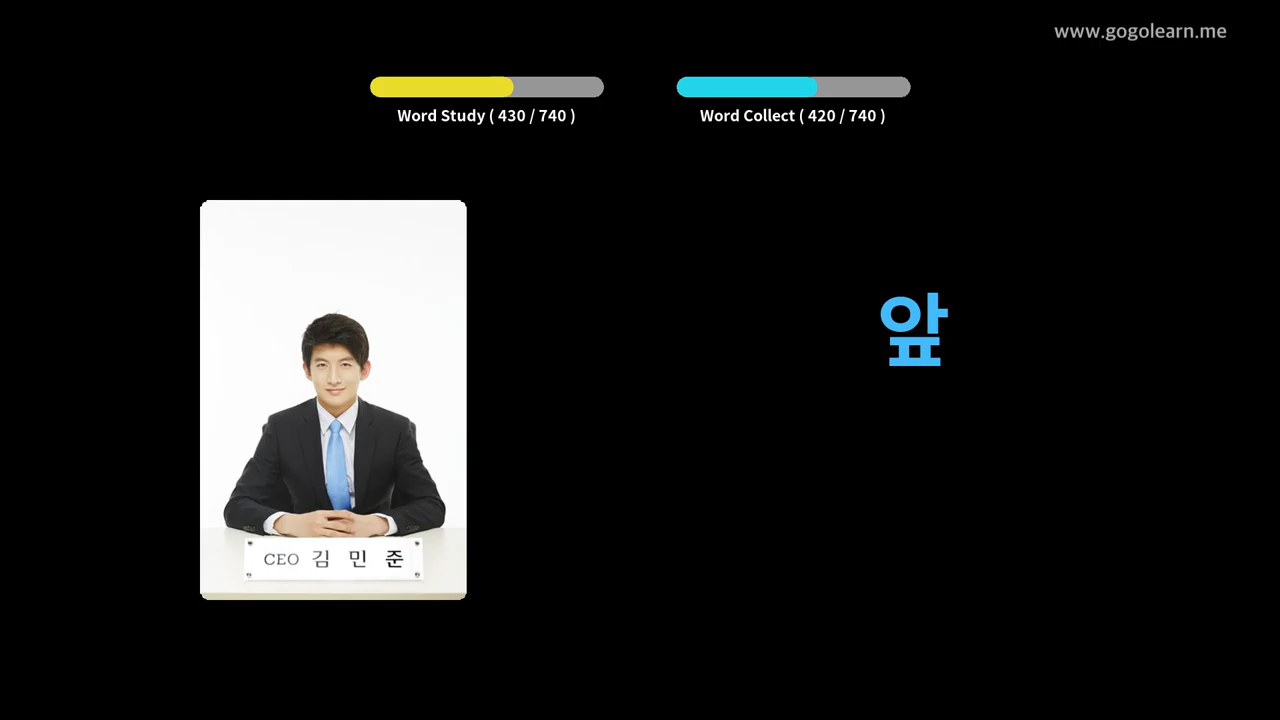 www.gogolearn.me
Word Study ( 430 / 740 )
Word Collect ( 420 / 740 )
앞
CEO 김 민 준